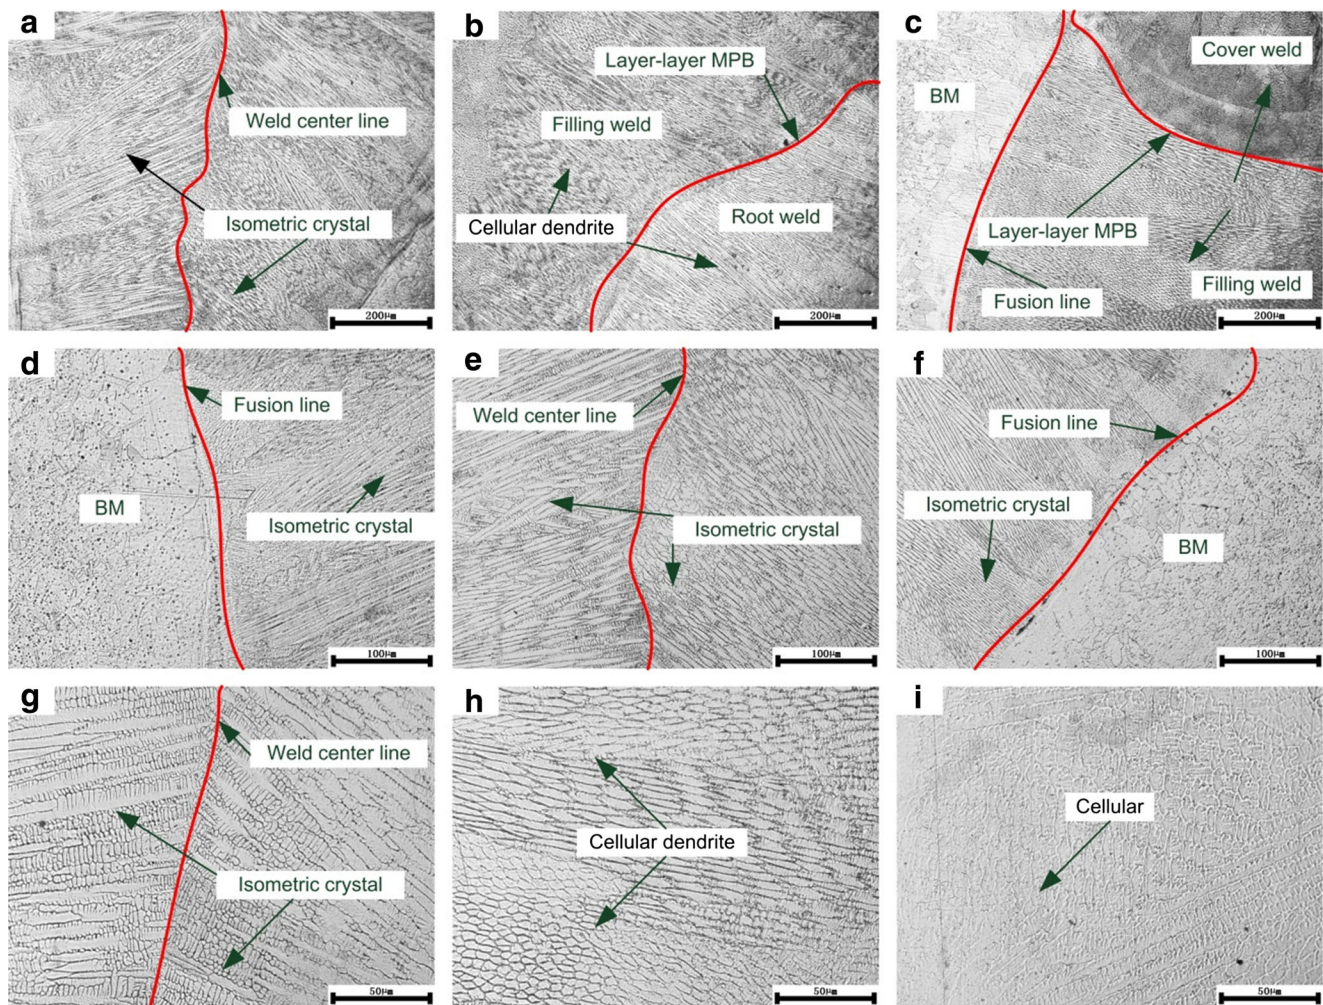 a
Weld center line
Isometric crystal
200μm
b
Layer-layer MPB
Filling weld
Cellular dendrite
Root weld
200μm
c
Cover weld
BM
Layer-layer MPB
Fusion line
Filling weld
200μm
d
Fusion line
BM
Isometric crystal
100μm
e
Weld center line
Isometric crystal
100μm
f
Fusion line
Isometric crystal
BM
100μm
g
Weld center line
Isometric crystal
50μm
h
Cellular dendrite
50μm
i
Cellular
50μm